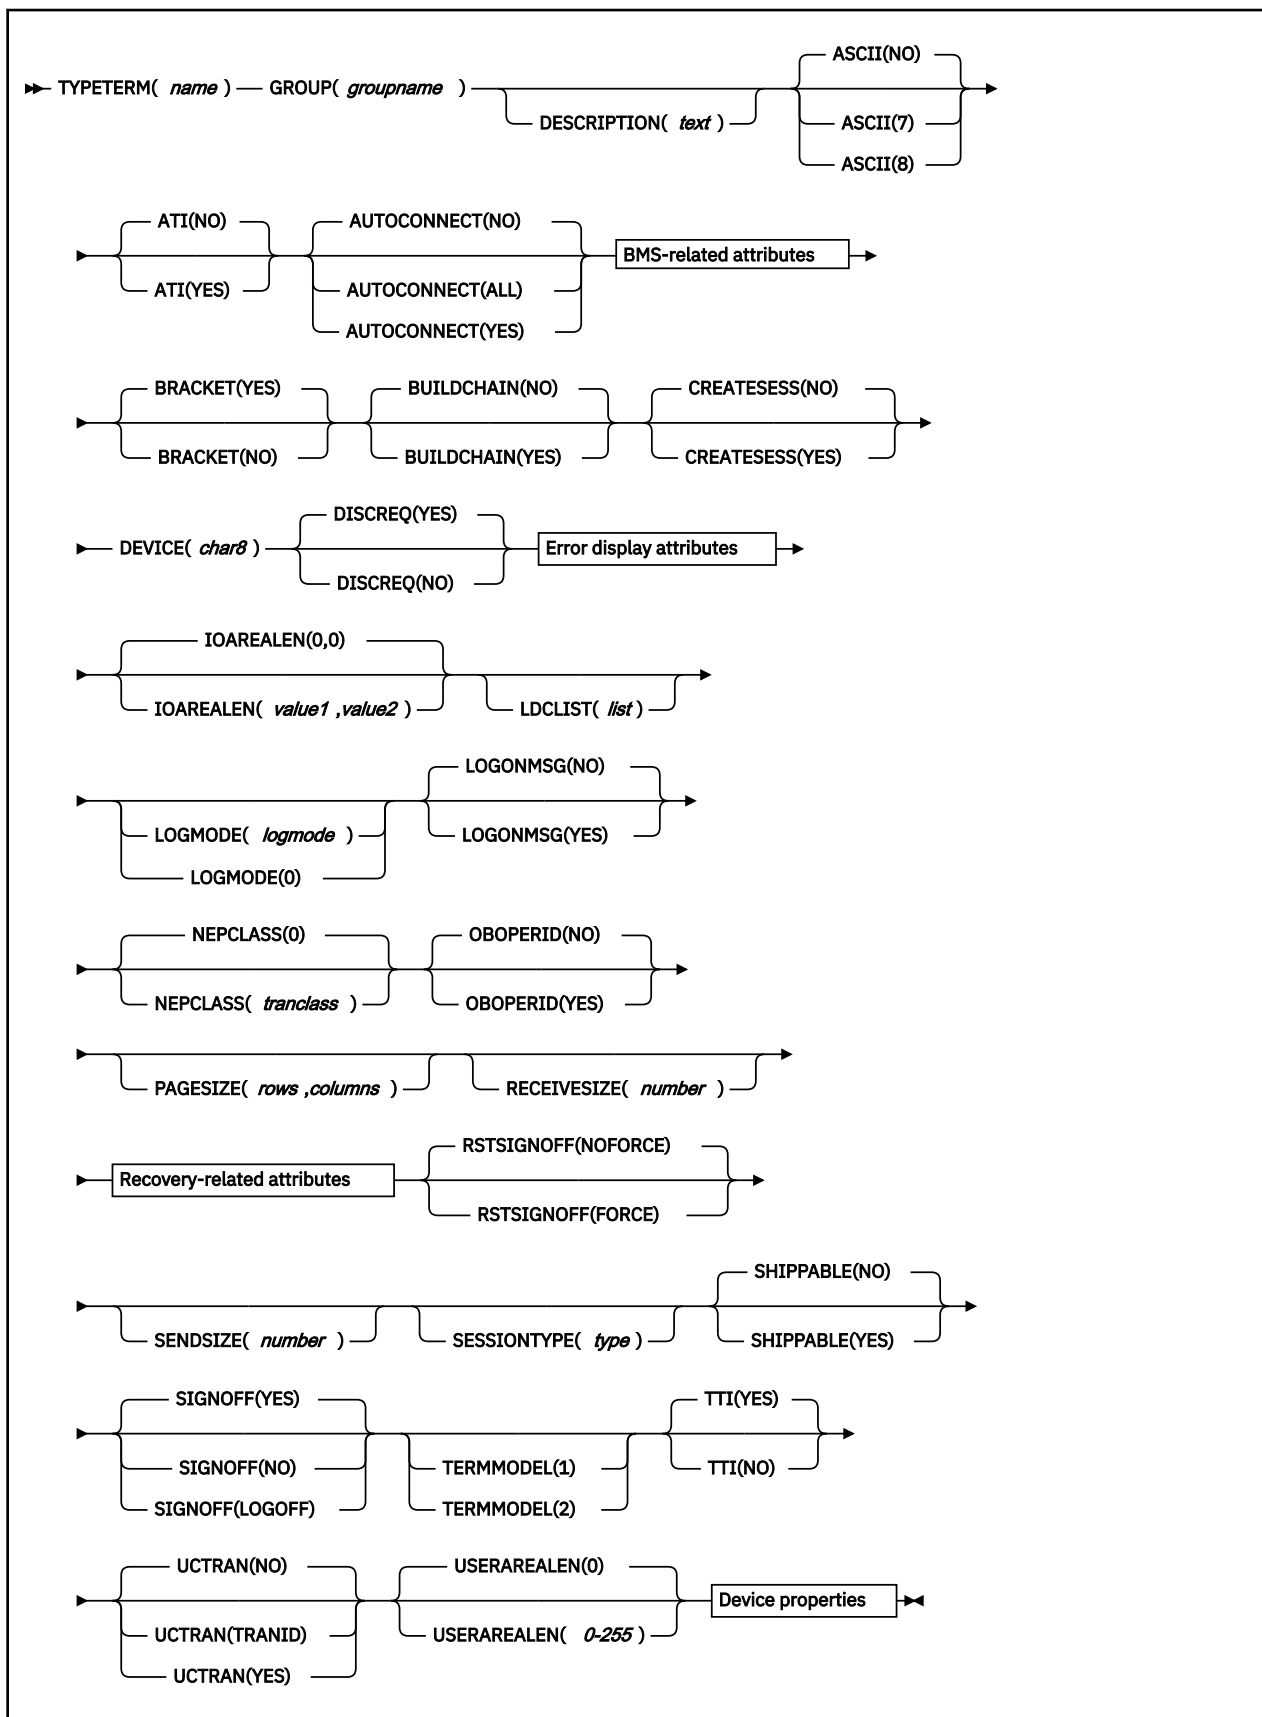 ASCII(NO)
TYPETERM( name ) GROUP( groupname )
DESCRIPTION( text ) ASCII(7)
ASCII(8)
ATI(NO) AUTOCONNECT(NO)
BMS-related attributes
ATI(YES) AUTOCONNECT(ALL)
AUTOCONNECT(YES)
BRACKET(YES) BUILDCHAIN(NO) CREATESESS(NO)
BRACKET(NO) BUILDCHAIN(YES) CREATESESS(YES)
DISCREQ(YES)
DEVICE( char8 ) Error display attributes
DISCREQ(NO)
IOAREALEN(0,0)
IOAREALEN( value1 ,value2 ) LDCLIST( list )
LOGONMSG(NO)
LOGMODE( logmode ) LOGONMSG(YES)
LOGMODE(0)
NEPCLASS(0) OBOPERID(NO)
NEPCLASS( tranclass ) OBOPERID(YES)
PAGESIZE( rows ,columns ) RECEIVESIZE( number )
RSTSIGNOFF(NOFORCE)
Recovery-related attributes
RSTSIGNOFF(FORCE)
SHIPPABLE(NO)
SENDSIZE( number ) SESSIONTYPE( type ) SHIPPABLE(YES)
SIGNOFF(YES) TTI(YES)
SIGNOFF(NO) TERMMODEL(1) TTI(NO)
SIGNOFF(LOGOFF) TERMMODEL(2)
UCTRAN(NO) USERAREALEN(0)
Device properties
UCTRAN(TRANID) USERAREALEN( 0-255 )
UCTRAN(YES)